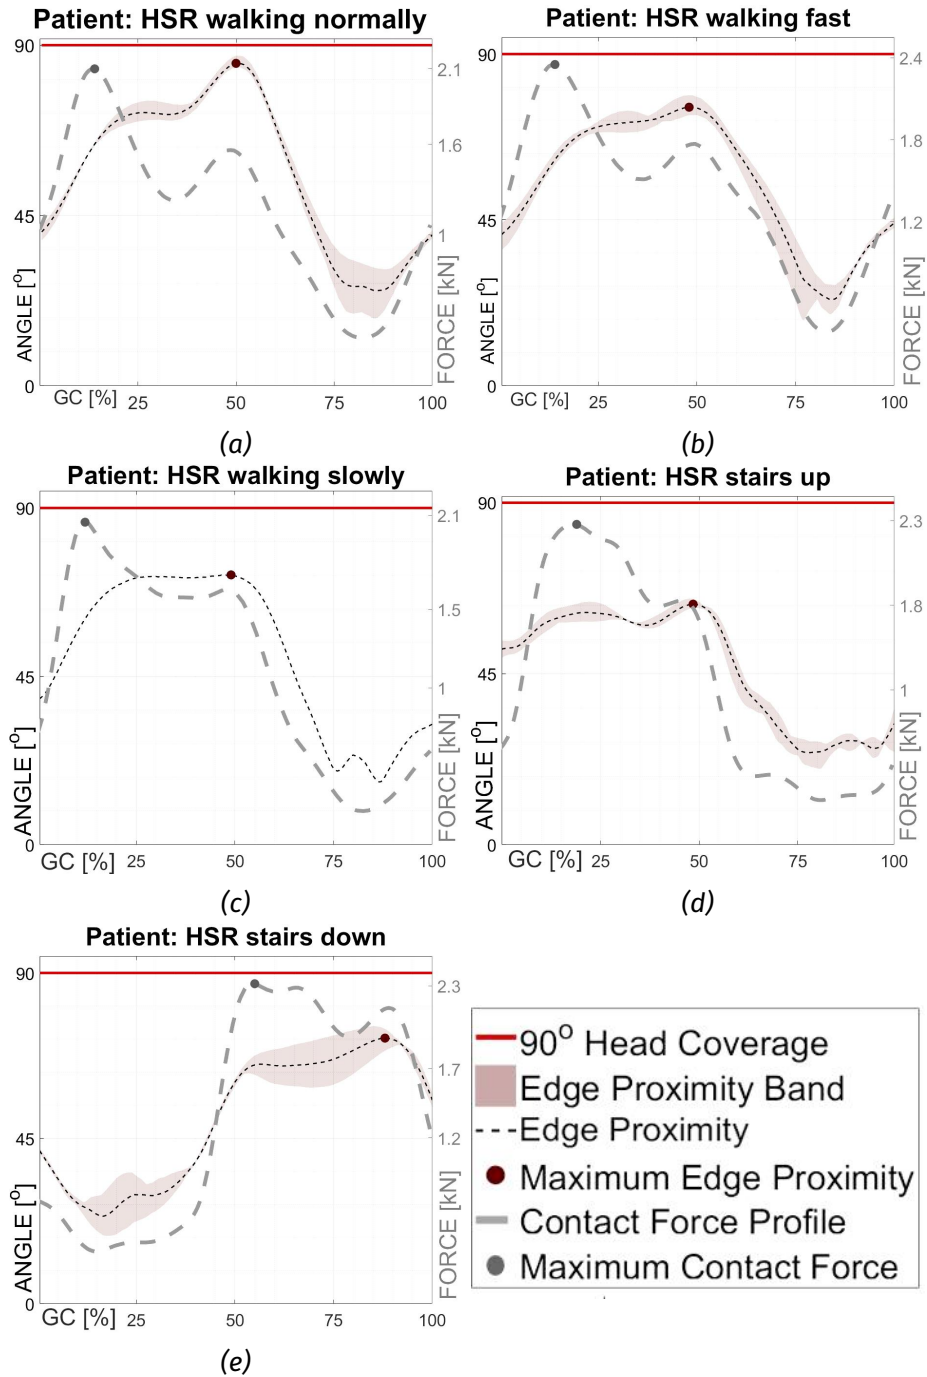 Patient: HSR walking normally
90
45
0
ANGLE [°]
2.1
1.6
1
FORCE [kN]
GC [%] 25 50 75 100
(a)
Patient: HSR walking fast
90
45
0
ANGLE [°]
2.4
1.8
1.2
FORCE [kN]
GC [%] 25 50 75 100
(b)
Patient: HSR walking slowly
90
45
0
ANGLE [°]
2.1
1.5
1
FORCE [kN]
GC [%] 25 50 75 100
(c)
Patient: HSR stairs up
90
45
0
ANGLE [°]
2.3
1.8
1
FORCE [kN]
GC [%] 25 50 75 100
(d)
Patient: HSR stairs down
90
45
0
ANGLE [°]
2.3
1.7
1.2
FORCE [kN]
GC [%] 25 50 75 100
(e)
90° Head Coverage
Edge Proximity Band
Edge Proximity
Maximum Edge Proximity
Contact Force Profile
Maximum Contact Force